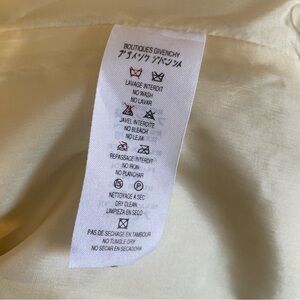 BOUTIQUES GIVENCHY
LAVAGE INTERDIT
NO WASH
NO LAVAR
JAVEL INTERDITE
NO BLEACH
NO LEJIA
REPASSAGE INTERDIT
NO IRON
NO PLANCHAR
NETTOYAGE A SEC
DRY CLEAN
LIMPIEZA EN SECO
PAS DE SECHAGE EN TAMBOUR
NO TUMBLE DRY
NO SECAR EN SECADORA